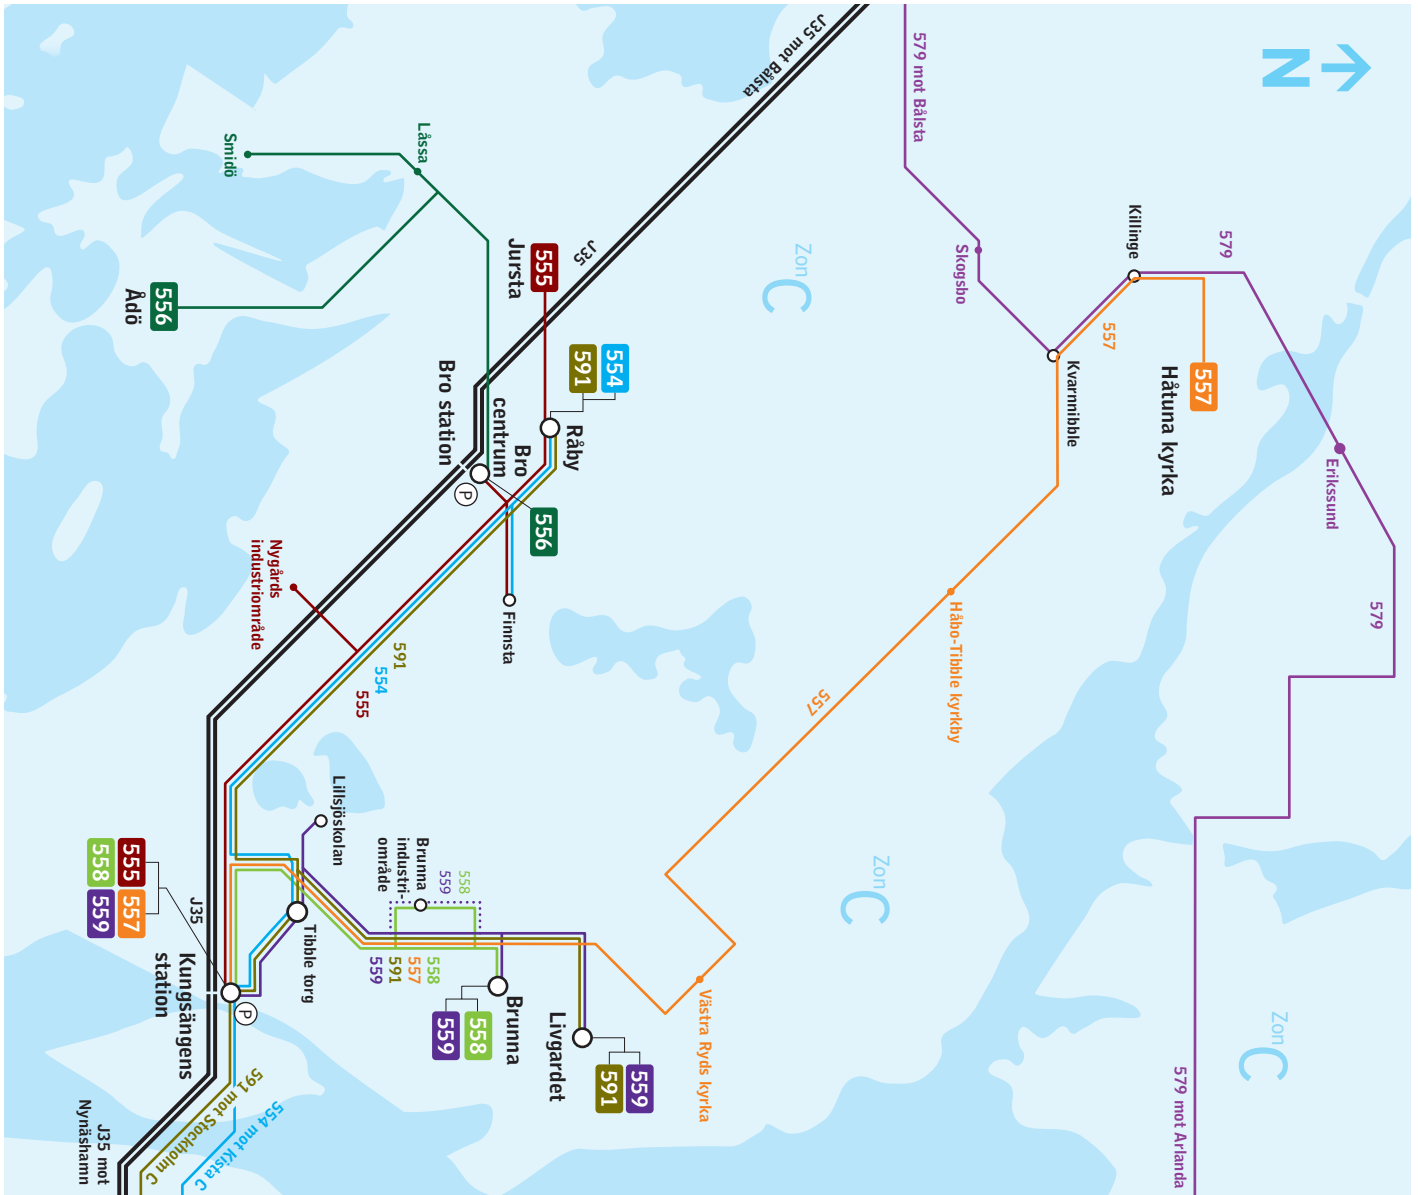 N
579 mot Bålsta
J35 mot Bålsta
579
Killinge
Skogsbo
557
Kvarnnibble
557
Håtuna kyrka
Erikssund
579
579 mot Arlanda
Zon
C
Zon
C
Zon
C
Låssa
Smidö
556
Ådö
555
Jursta
J35
554
591
Råby
Bro station
Bro
centrum
P
556
Finnsta
Nygårds
industriområde
591
554
555
Håbo-Tibble kyrkby
557
Västra Ryds kyrka
Lillsjöskolan
Brunna
industri-
område
558
559
558
557
591
559
Tibble torg
Brunna
558
559
Livgardet
559
591
555
557
558
559
J35
Kungsängens
station
P
591 mot Stockholm C
554 mot Kista C
J35 mot
Nynäshamn